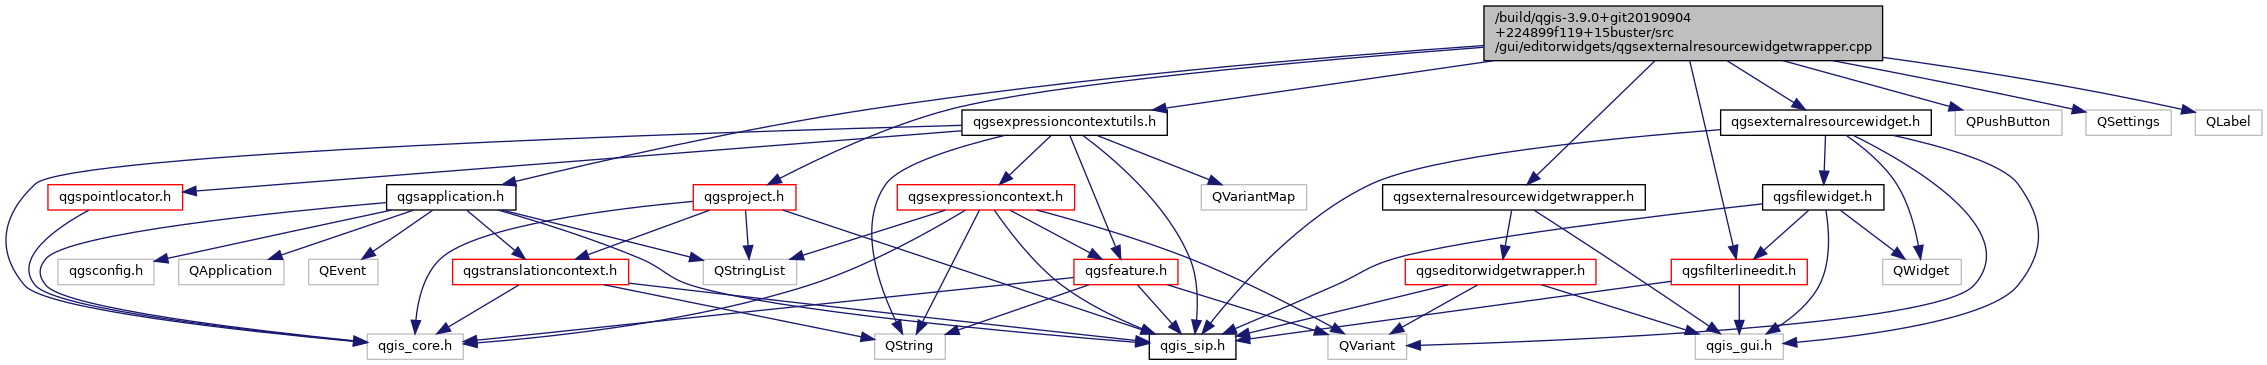 /build/qgis-3.9.0+git20190904
+224899f119+15buster/src
/gui/editorwidgets/qgsexternalresourcewidgetwrapper.cpp
qgsexpressioncontextutils.h
qgsexternalresourcewidget.h
QPushButton
QSettings
QLabel
qgspointlocator.h
qgsapplication.h
qgsproject.h
qgsexpressioncontext.h
QVariantMap
qgsexternalresourcewidgetwrapper.h
qgsfilewidget.h
qgsconfig.h
QApplication
QEvent
qgstranslationcontext.h
QStringList
qgsfeature.h
qgseditorwidgetwrapper.h
qgsfilterlineedit.h
QWidget
qgis_core.h
QString
qgis_sip.h
QVariant
qgis_gui.h